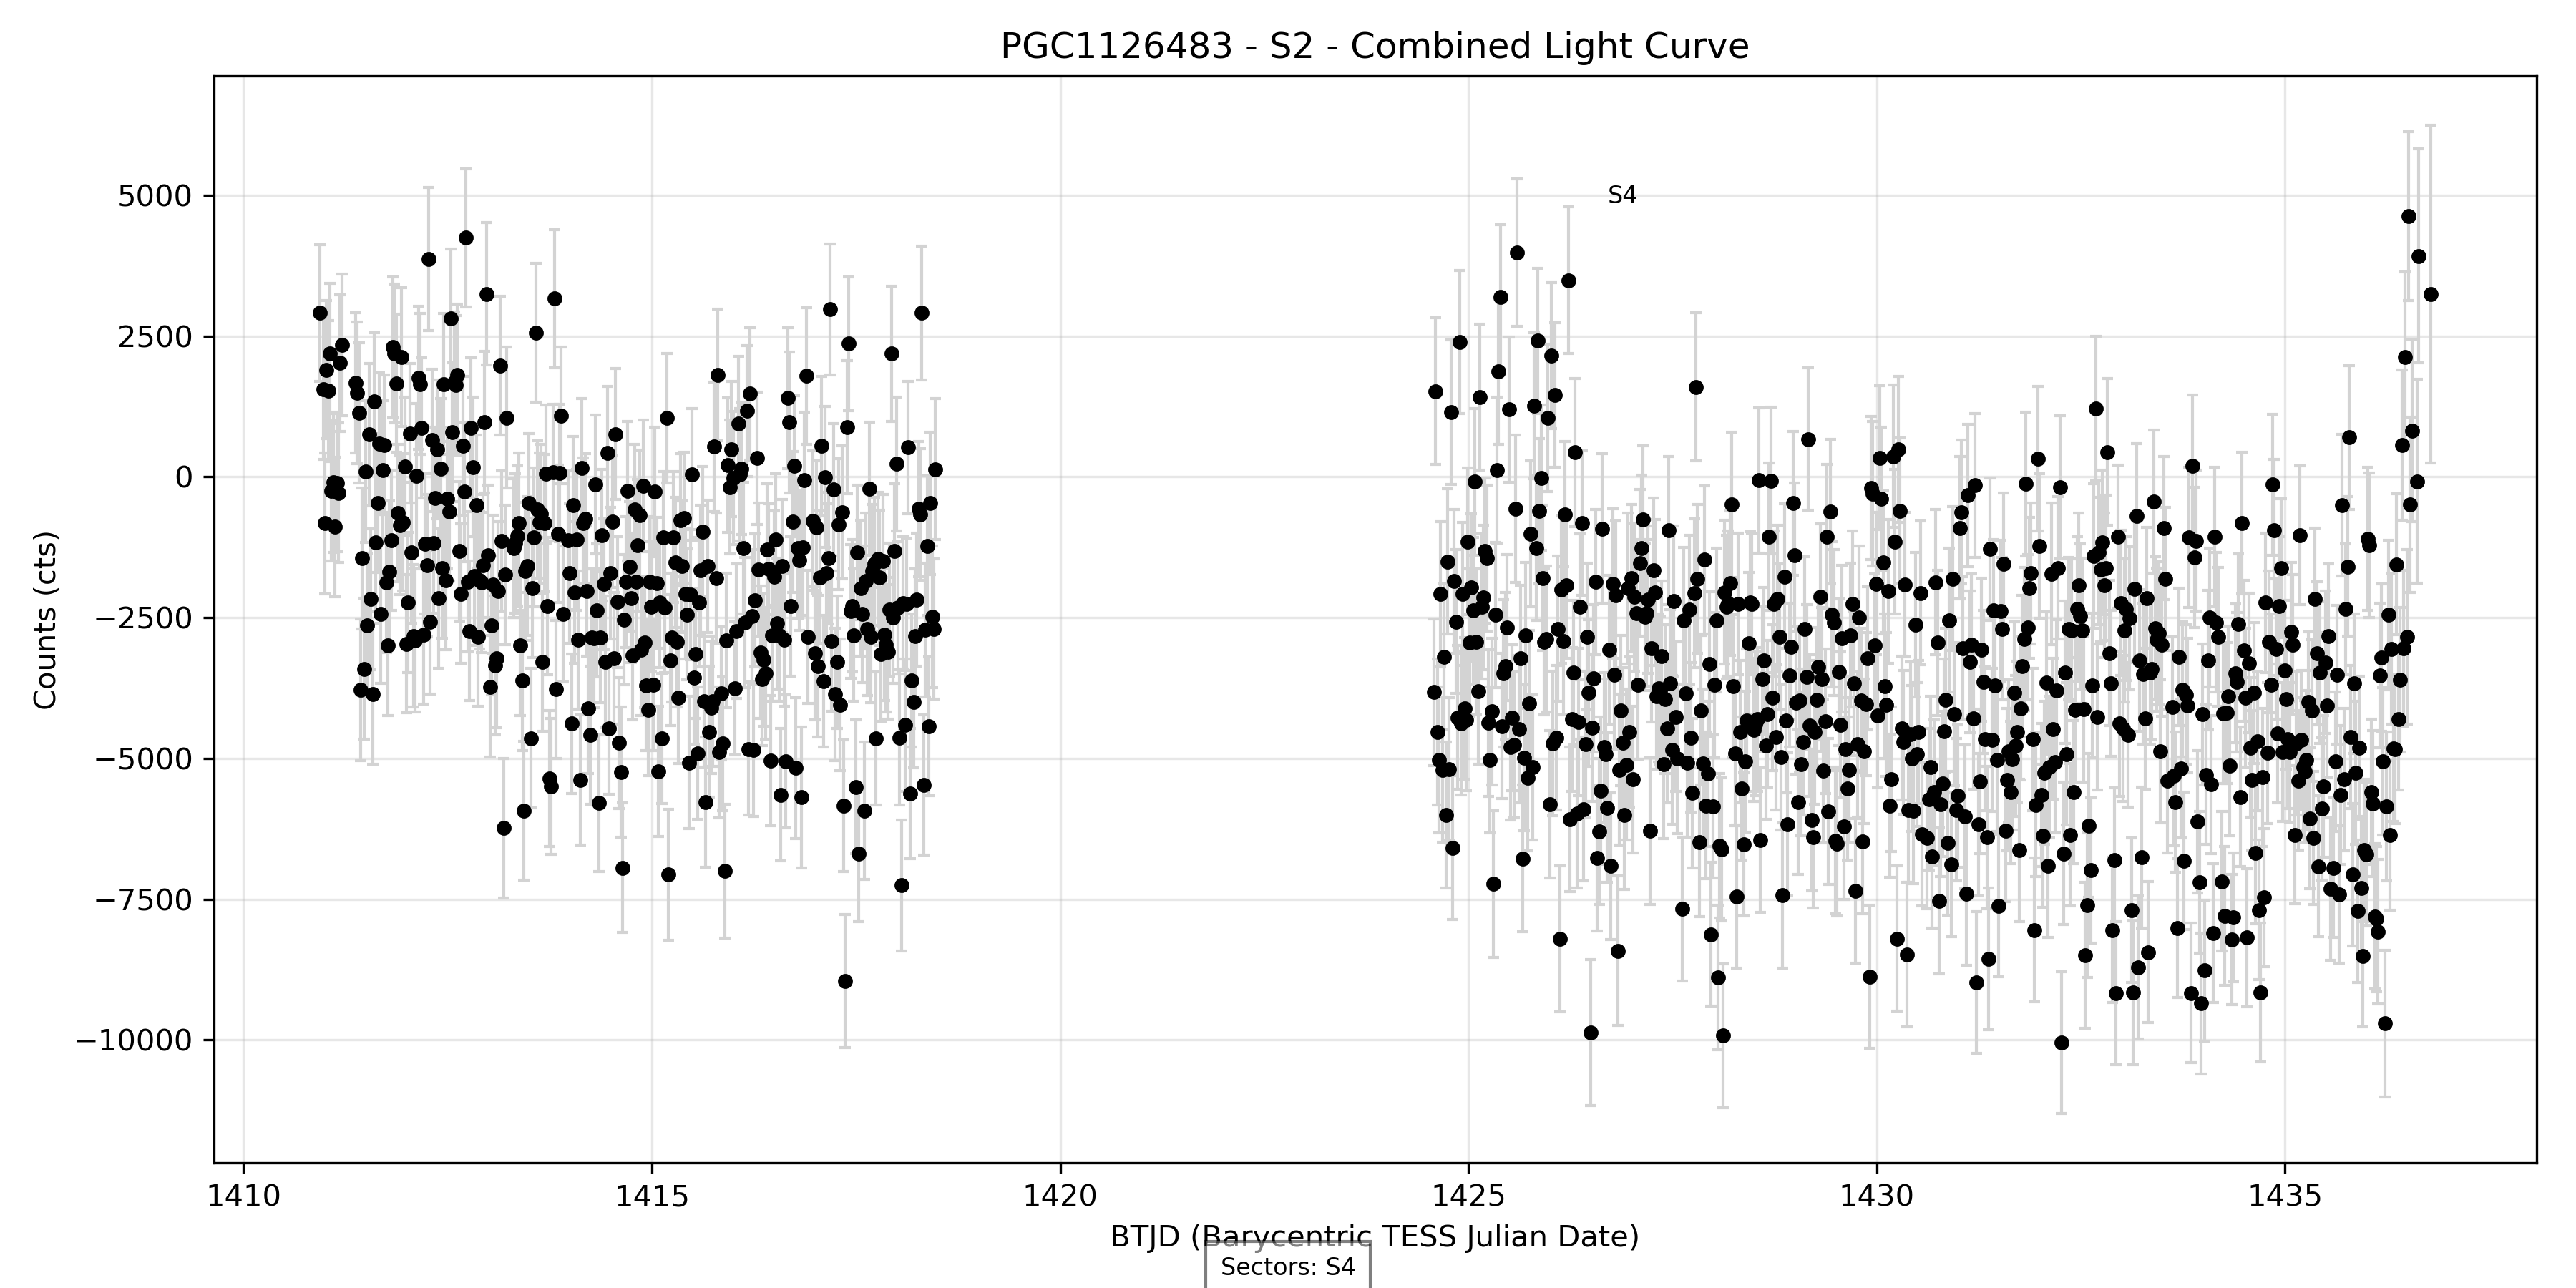 PGC1126483 - S2 - Combined Light Curve
Counts (cts)
5000
2500
0
−2500
−5000
−7500
−10000
S4
1410 1415 1420 1425 1430 1435
BTJD (Barycentric TESS Julian Date)
Sectors: S4